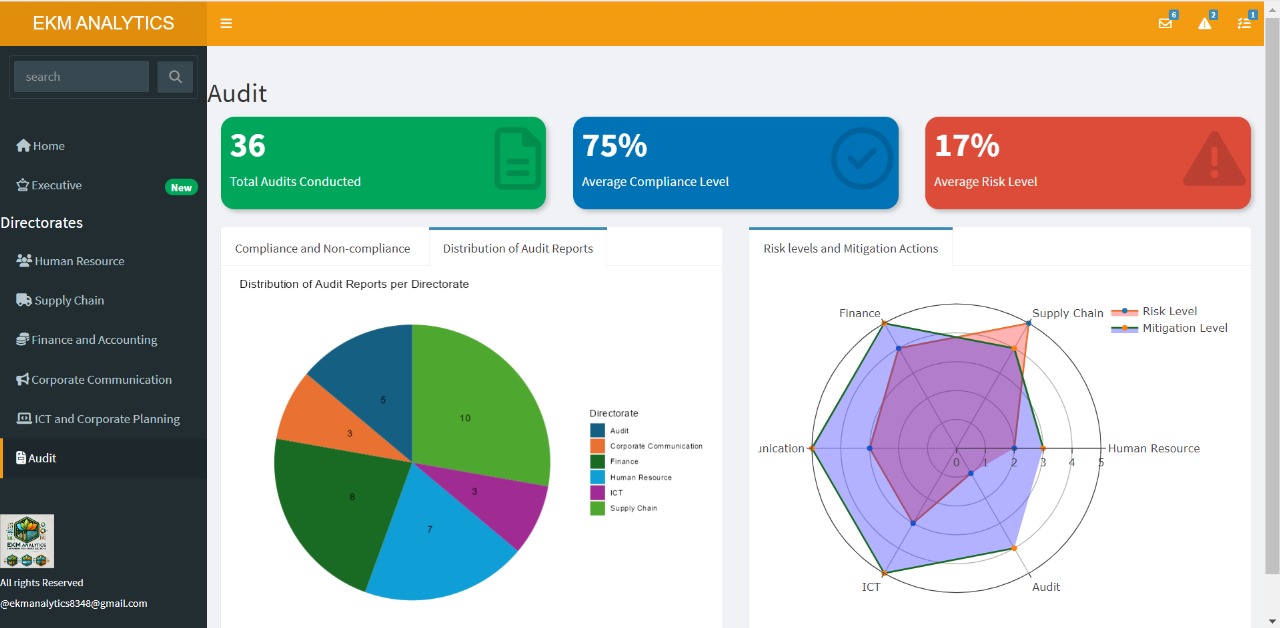 EKM ANALYTICS
6
2
1
search
Home
Executive
New
Directorates
Human Resource
Supply Chain
Finance and Accounting
Corporate Communication
ICT and Corporate Planning
Audit
EKM ANALYTICS
All rights Reserved
@ekmanalytics8348@gmail.com
Audit
36
Total Audits Conducted
75%
Average Compliance Level
17%
Average Risk Level
Compliance and Non-compliance
Distribution of Audit Reports
Distribution of Audit Reports per Directorate
5
10
3
3
8
7
Directorate
Audit
Corporate Communication
Finance
Human Resource
ICT
Supply Chain
Risk levels and Mitigation Actions
Finance
Supply Chain
Risk Level
Mitigation Level
unication
Human Resource
0 1 2 3 4 5
ICT
Audit